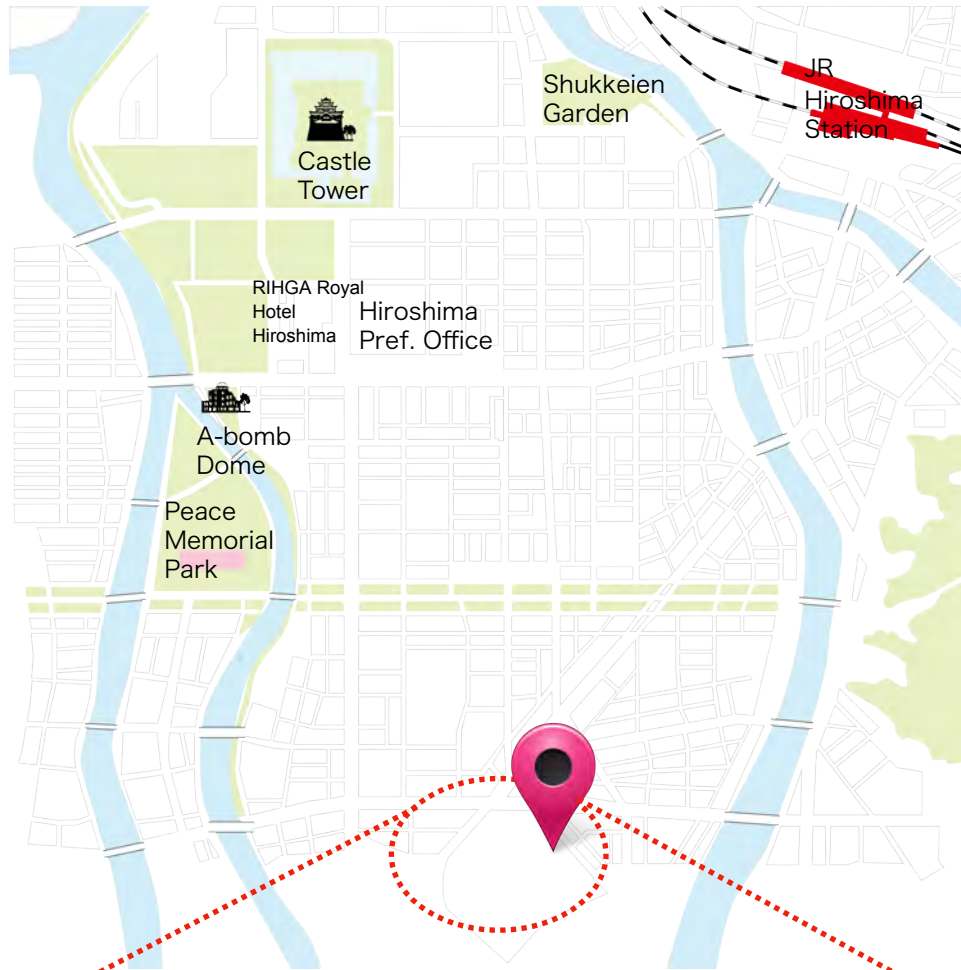 JR
Hiroshima
Station
Shukkeien
Garden
Castle
Tower
RIHGA Royal
Hotel
Hiroshima
Hiroshima
Pref. Office
A-bomb
Dome
Peace
Memorial
Park